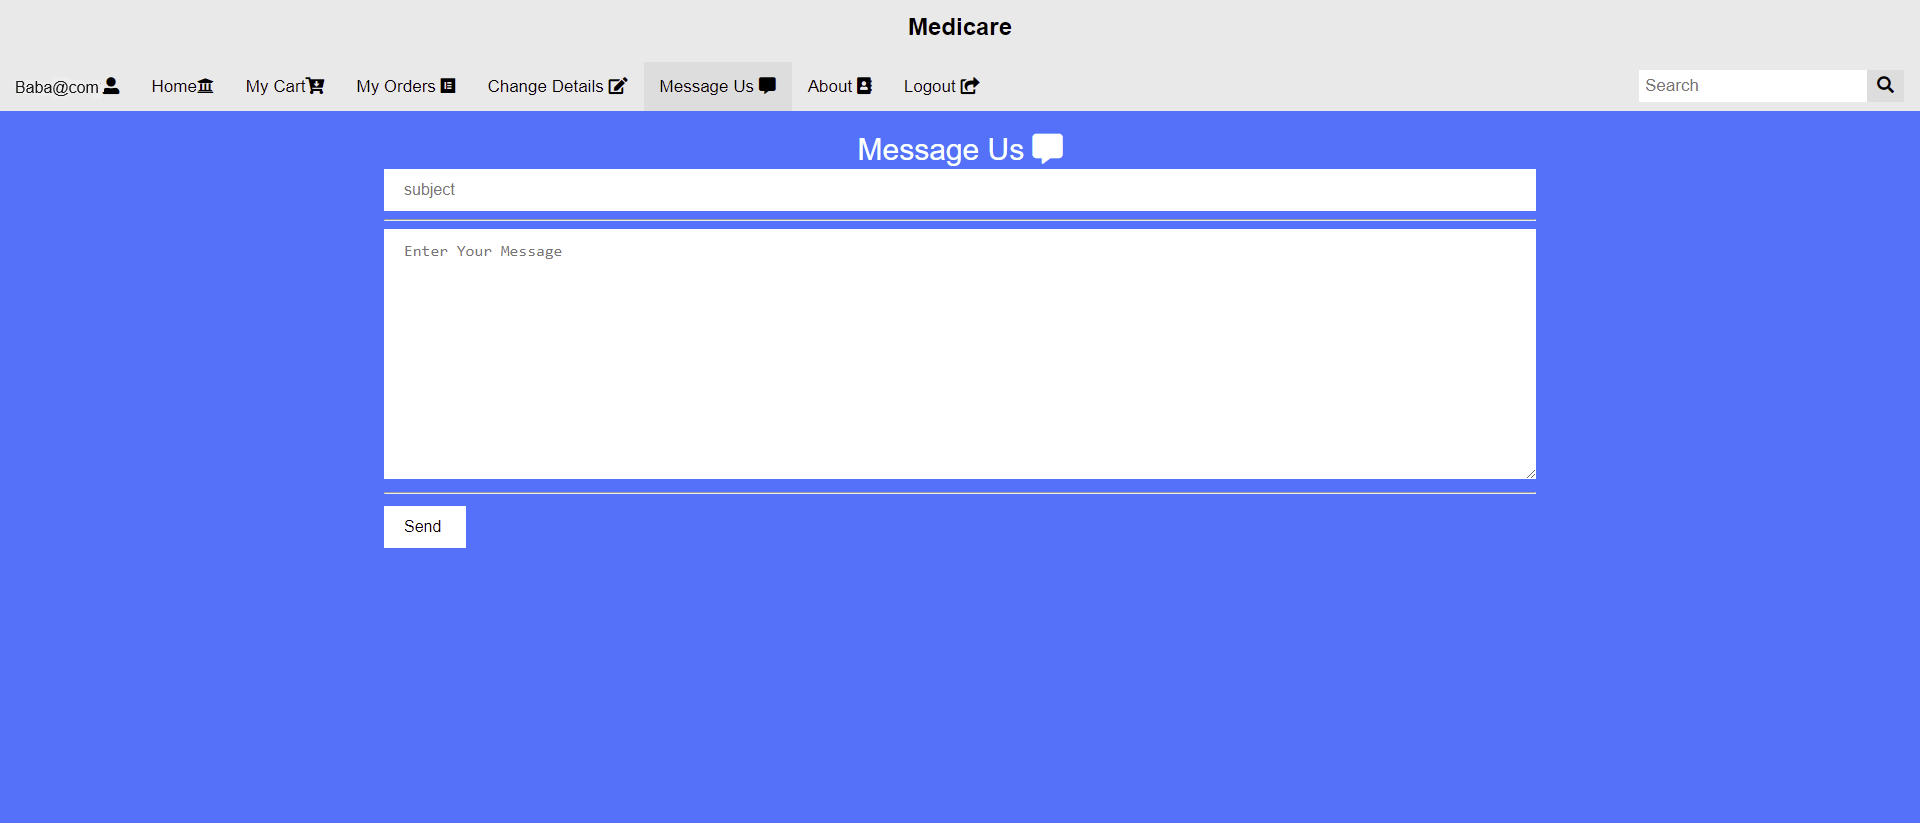 Medicare
Baba@com Home My Cart My Orders Change Details Message Us About Logout Search
Message Us
subject
Enter Your Message
Send